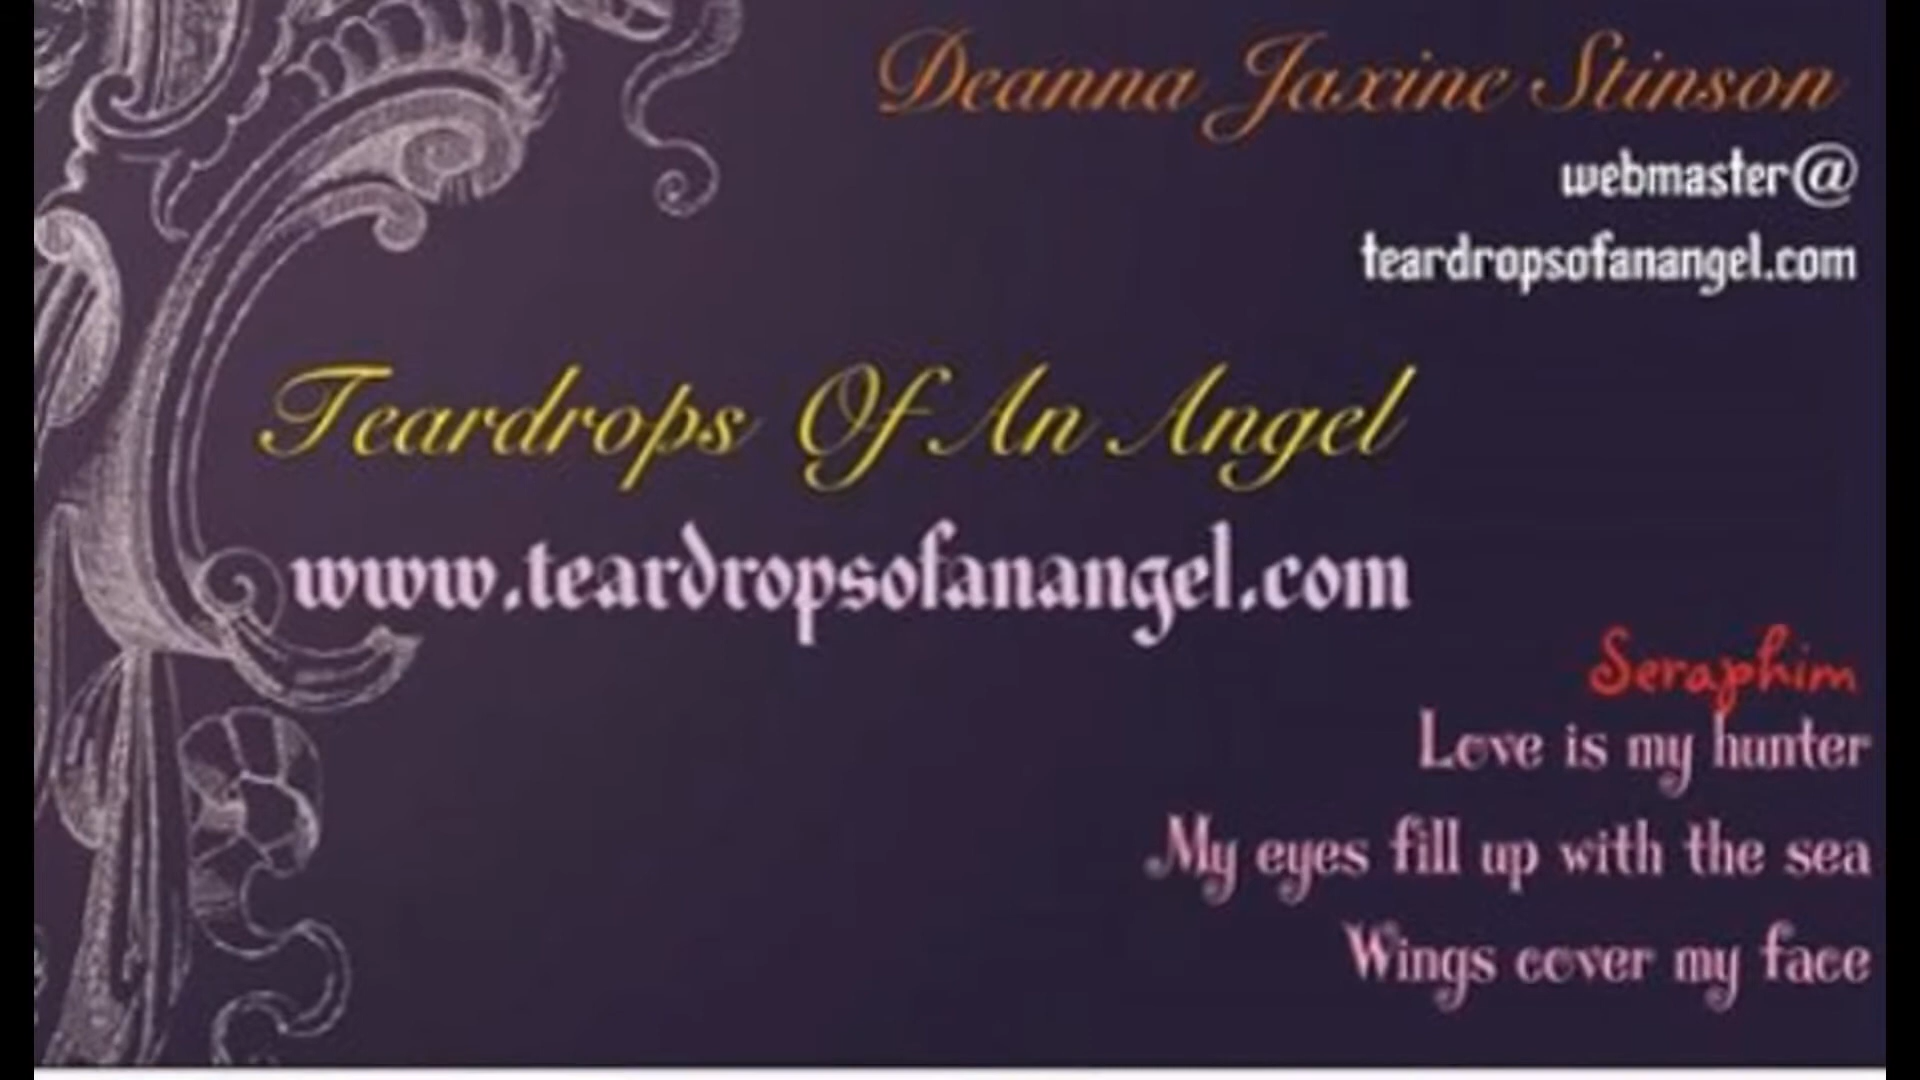 Deanna Jaxine Stinson
webmaster@
teardropsofanangel.com
Teardrops Of An Angel
www.teardropsofanangel.com
Seraphim
Love is my hunter
My eyes fill up with the sea
Wings cover my face